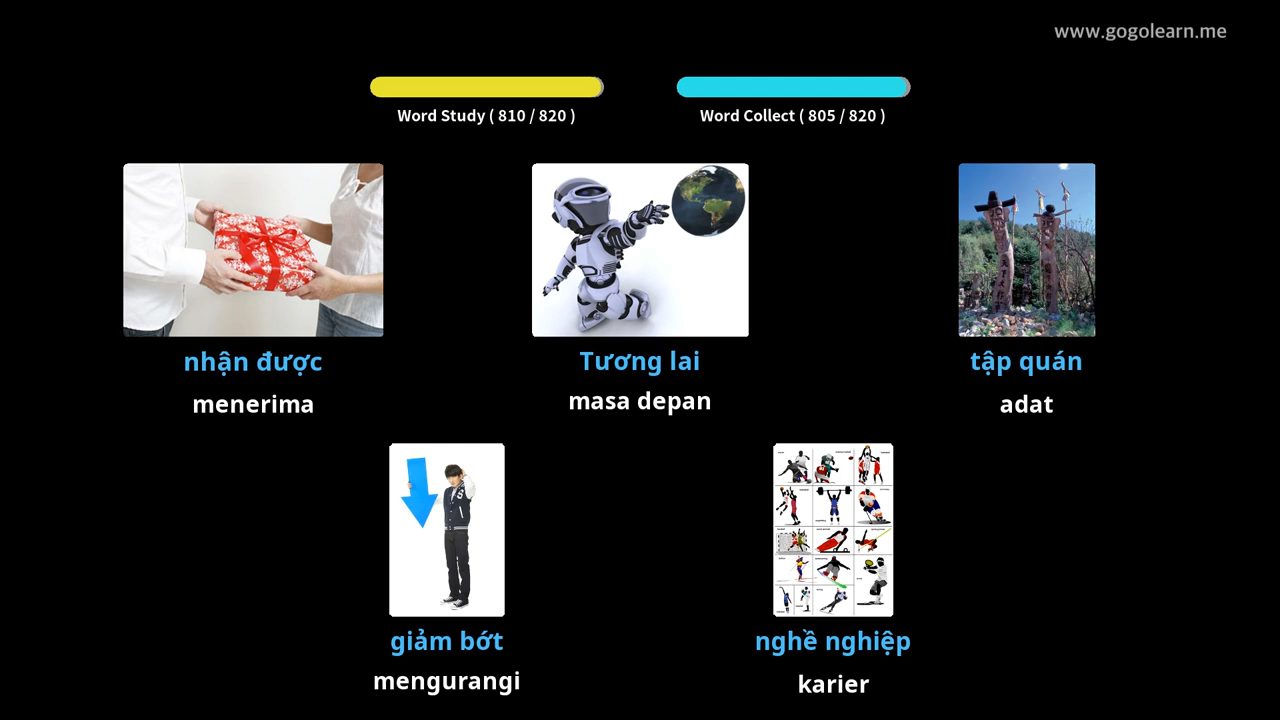 www.gogolearn.me
Word Study ( 810 / 820 )
Word Collect ( 805 / 820 )
nhận được
menerima
Tương lai
masa depan
tập quán
adat
giảm bớt
mengurangi
nghề nghiệp
karier